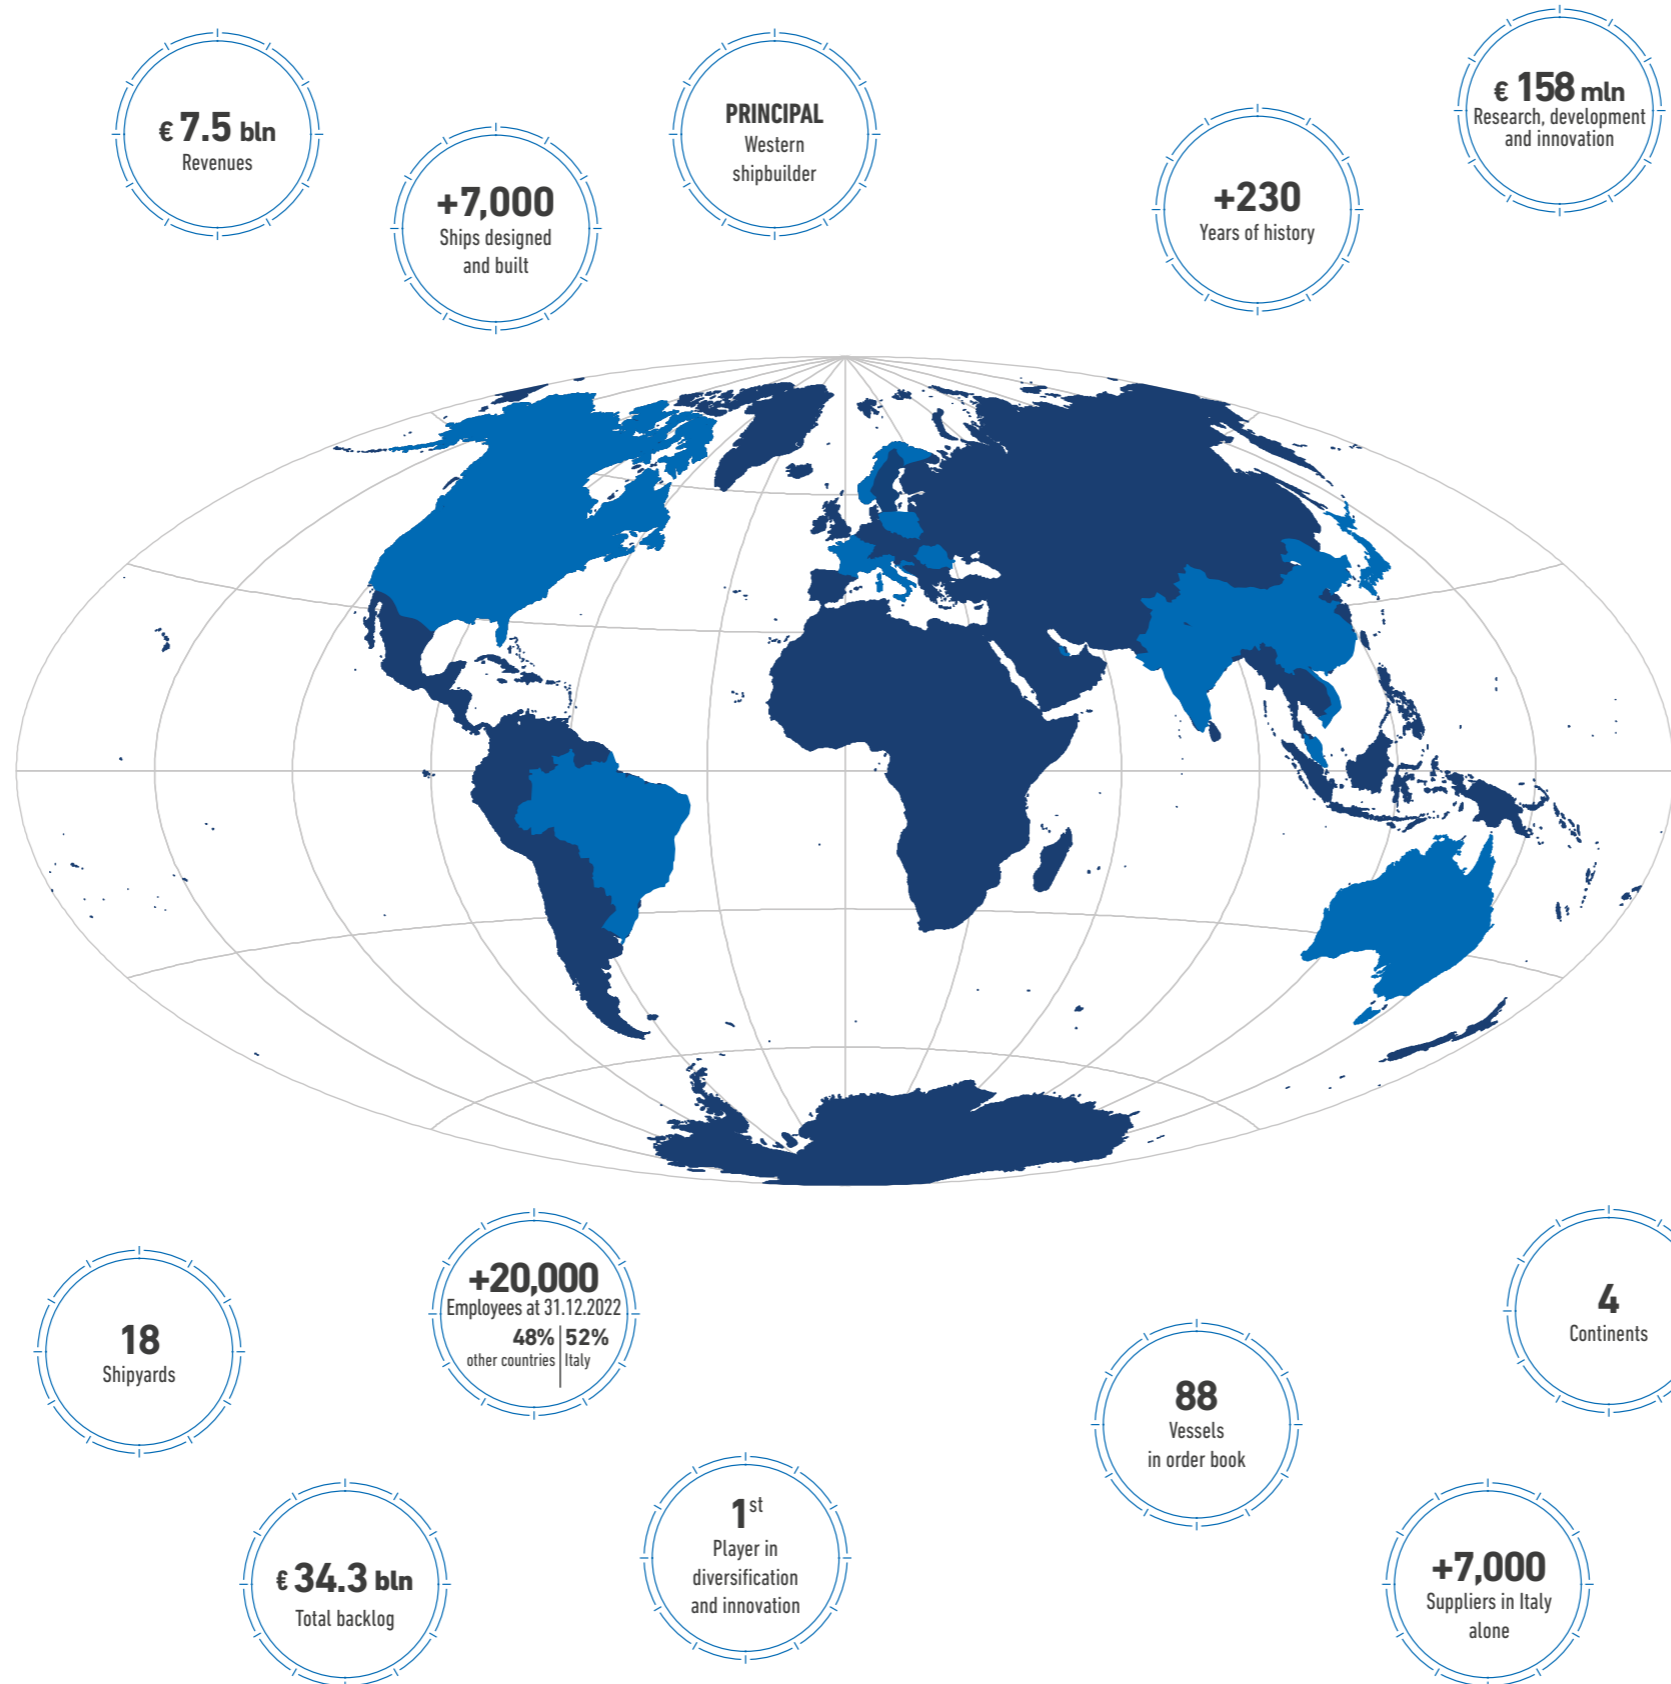 € 7.5 bln
Revenues
+7,000
Ships designed
and built
PRINCIPAL
Western
shipbuilder
+230
Years of history
€ 158 mln
Research, development
and innovation
18
Shipyards
+20,000
Employees at 31.12.2022
48% 52%
other countries Italy
88
Vessels
in order book
4
Continents
€ 34.3 bln
Total backlog
1st
Player in
diversification
and innovation
+7,000
Suppliers in Italy
alone